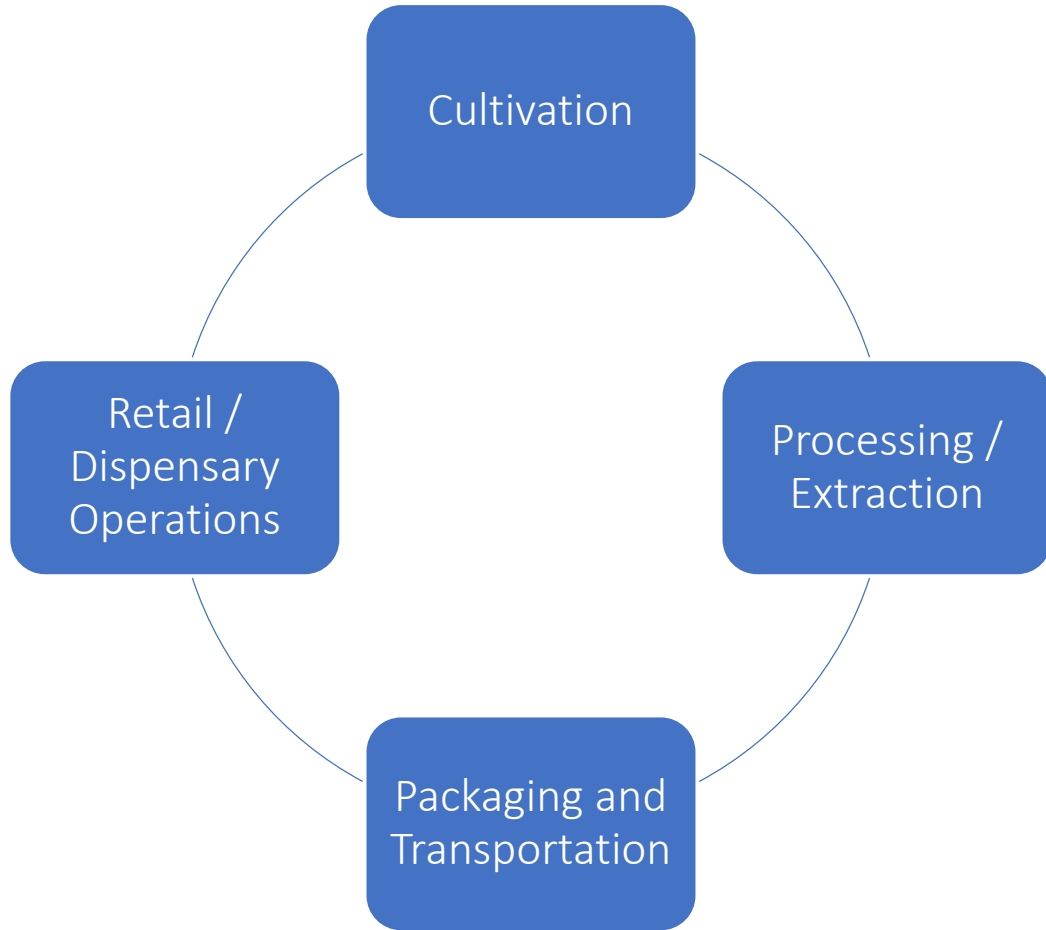 Cultivation
Processing /
Extraction
Packaging and
Transportation
Retail /
Dispensary
Operations